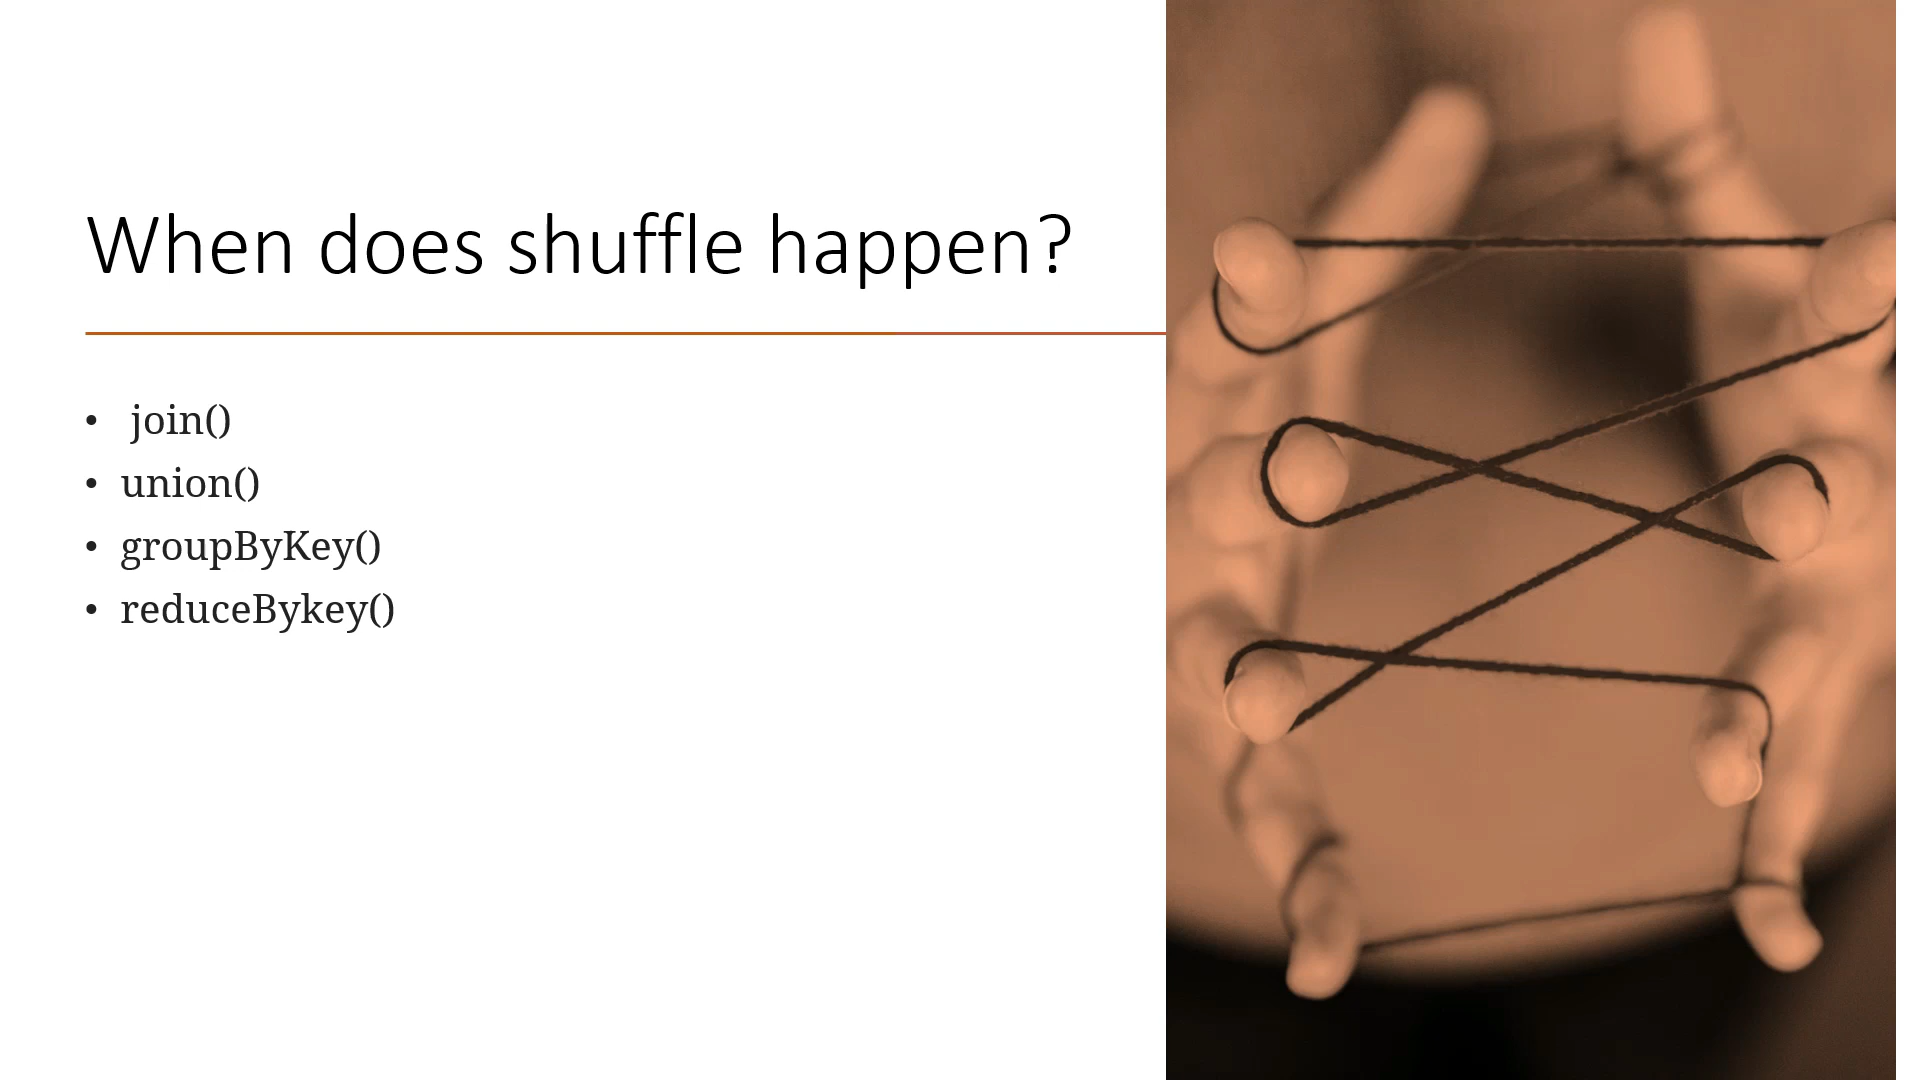 When does shuffle happen?
• join()
• union()
• groupByKey()
• reduceBykey()